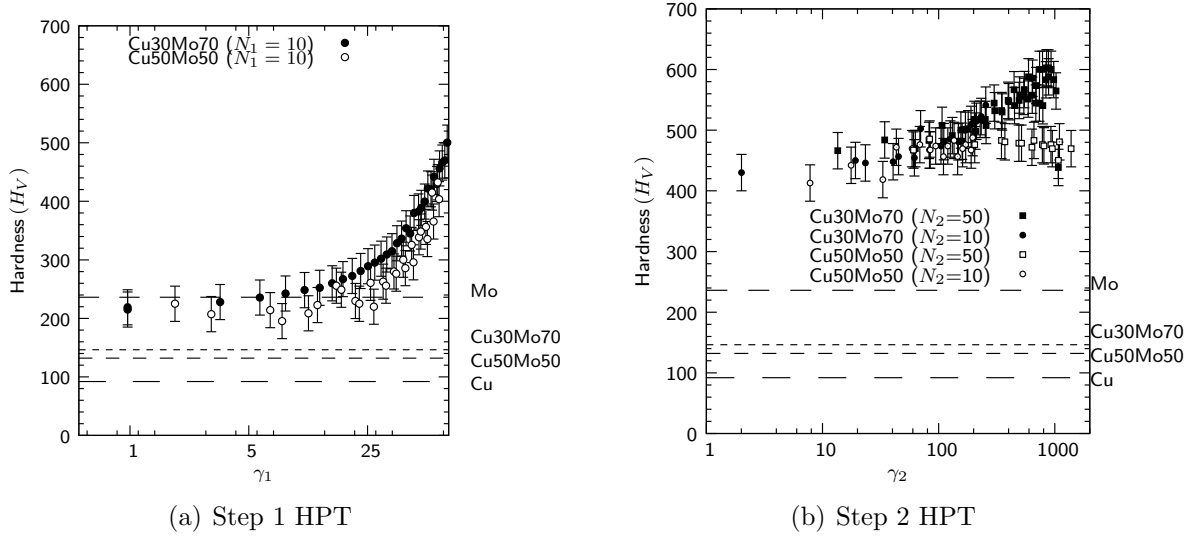 700
600
500
400
300
200
100
0
Hardness (H_V)
Cu30Mo70 (N_1 = 10)
Cu50Mo50 (N_1 = 10)
Mo
Cu30Mo70
Cu50Mo50
Cu
1 5 25
γ_1
(a) Step 1 HPT
700
600
500
400
300
200
100
0
Hardness (H_V)
Cu30Mo70 (N_2=50)
Cu30Mo70 (N_2=10)
Cu50Mo50 (N_2=50)
Cu50Mo50 (N_2=10)
Mo
Cu30Mo70
Cu50Mo50
Cu
1 10 100 1000
γ_2
(b) Step 2 HPT